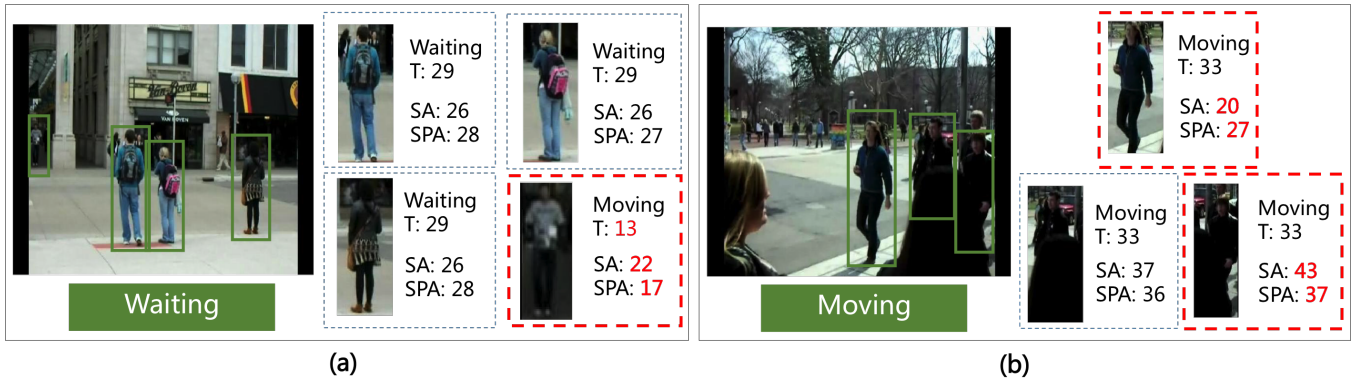 VAN HOVEN
Waiting
T: 29
SA: 26
SPA: 28
Waiting
T: 29
SA: 26
SPA: 27
Waiting
T: 29
SA: 26
SPA: 28
Moving
T: 13
SA: 22
SPA: 17
Waiting
(a)
Moving
T: 33
SA: 20
SPA: 27
Moving
T: 33
SA: 37
SPA: 36
Moving
T: 33
SA: 43
SPA: 37
Moving
(b)